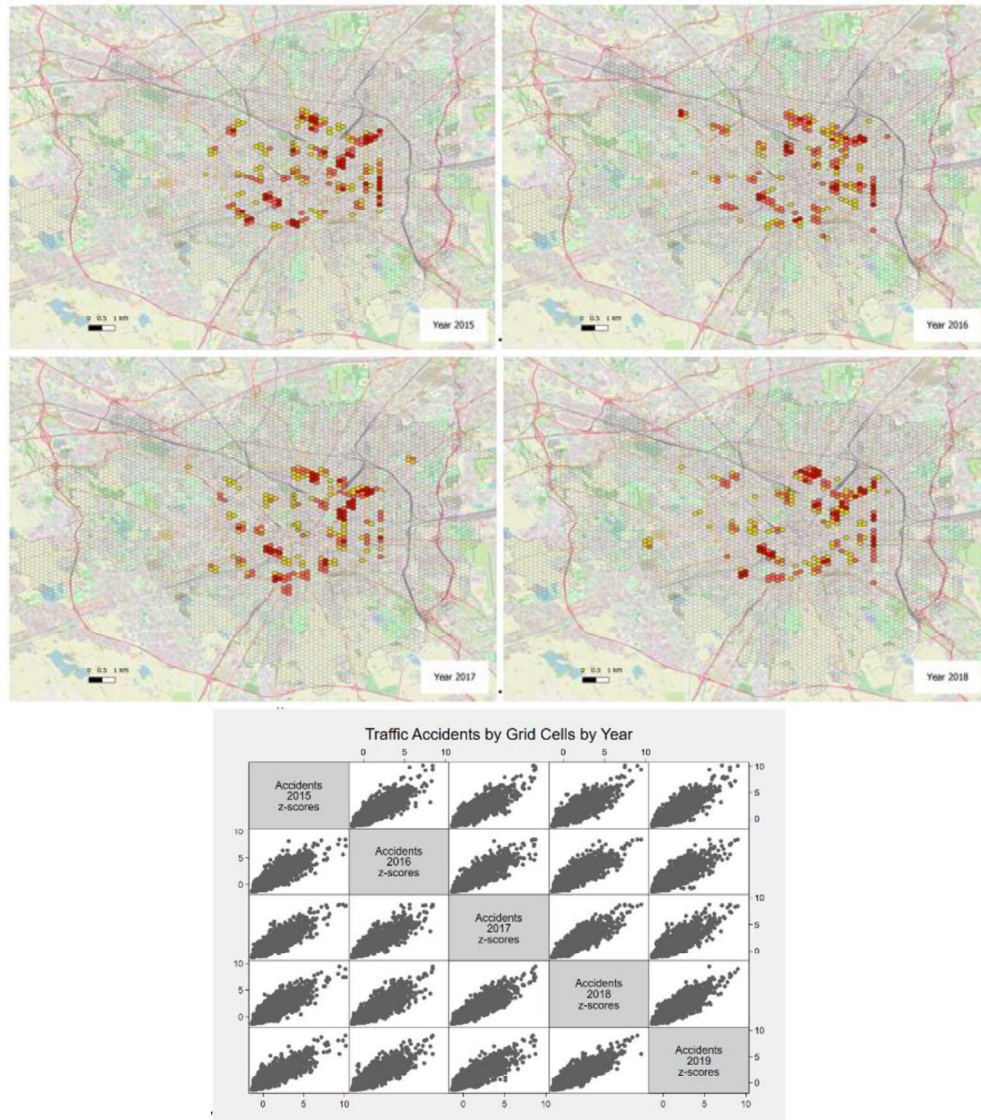 0 0.5 1 km
Year 2015
0 0.5 1 km
Year 2016
0 0.5 1 km
Year 2017
0 0.5 1 km
Year 2018
Traffic Accidents by Grid Cells by Year
0 5 10 0 5 10
Accidents
2015
z-scores
10
5
0
10
5
0
Accidents
2016
z-scores
Accidents
2017
z-scores
10
5
0
10
5
0
Accidents
2018
z-scores
Accidents
2019
z-scores
10
5
0
0 5 10 0 5 10 0 5 10